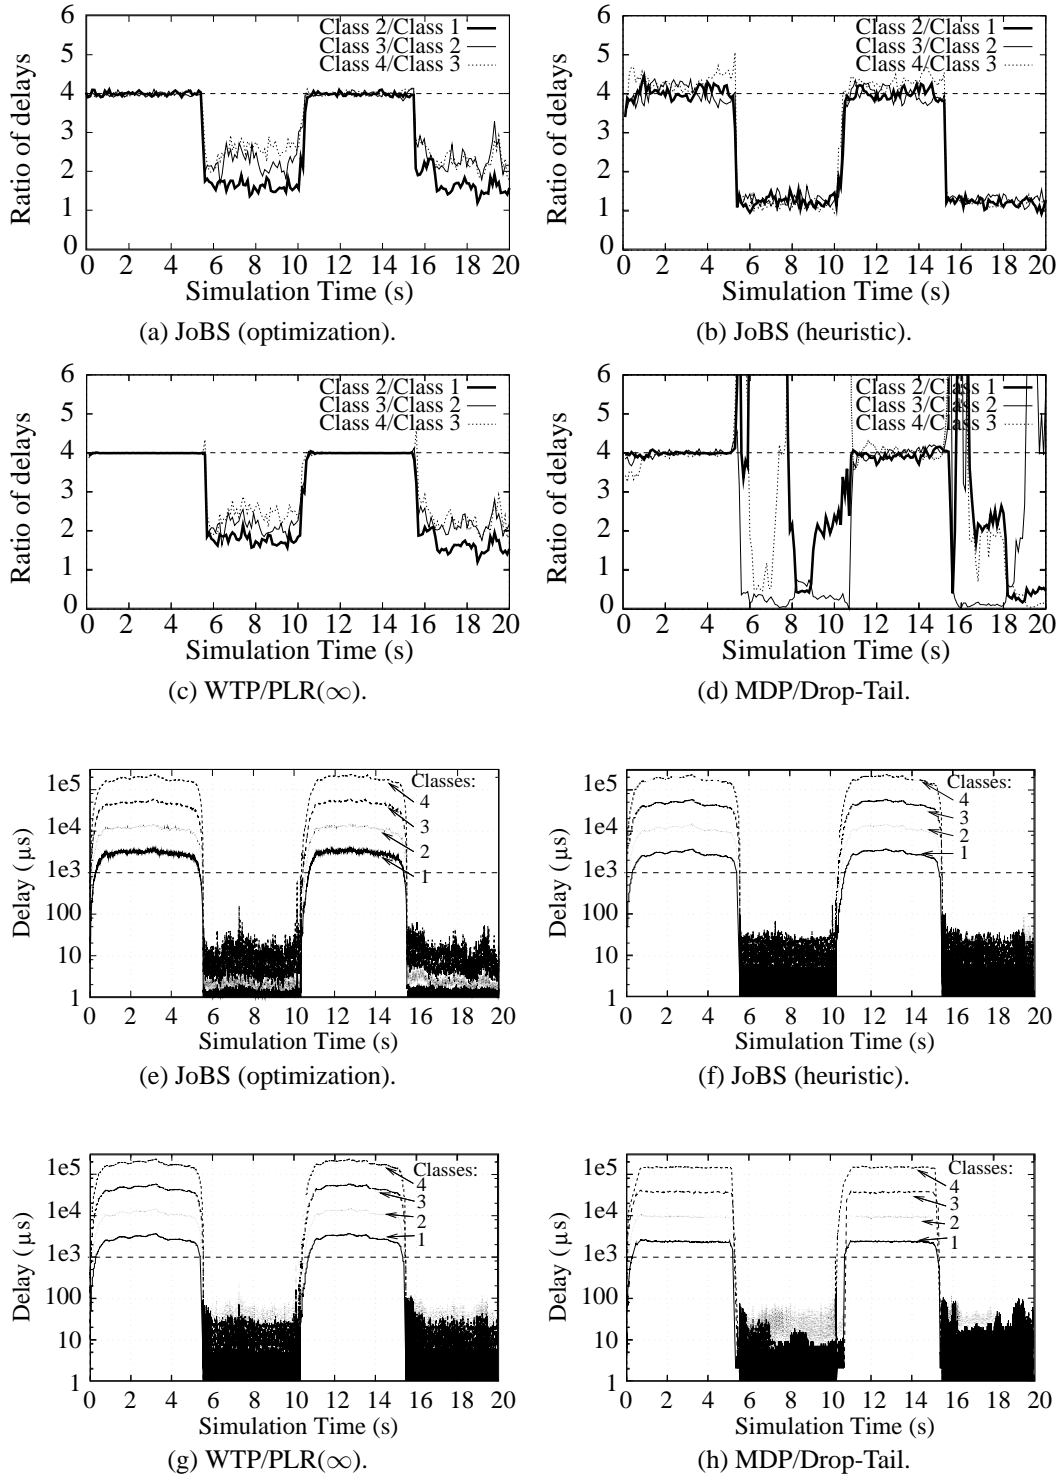 6
5
4
3
2
1
0
Ratio of delays
Class 2/Class 1
Class 3/Class 2
Class 4/Class 3
0 2 4 6 8 10 12 14 16 18 20
Simulation Time (s)
(a) JoBS (optimization).
6
5
4
3
2
1
0
Ratio of delays
Class 2/Class 1
Class 3/Class 2
Class 4/Class 3
0 2 4 6 8 10 12 14 16 18 20
Simulation Time (s)
(b) JoBS (heuristic).
6
5
4
3
2
1
0
Ratio of delays
Class 2/Class 1
Class 3/Class 2
Class 4/Class 3
0 2 4 6 8 10 12 14 16 18 20
Simulation Time (s)
(c) WTP/PLR(∞).
6
5
4
3
2
1
0
Ratio of delays
Class 2/Class 1
Class 3/Class 2
Class 4/Class 3
0 2 4 6 8 10 12 14 16 18 20
Simulation Time (s)
(d) MDP/Drop-Tail.
1e5
1e4
1e3
100
10
1
Delay (μs)
Classes:
4
3
2
1
0 2 4 6 8 10 12 14 16 18 20
Simulation Time (s)
(e) JoBS (optimization).
1e5
1e4
1e3
100
10
1
Delay (μs)
Classes:
4
3
2
1
0 2 4 6 8 10 12 14 16 18 20
Simulation Time (s)
(f) JoBS (heuristic).
1e5
1e4
1e3
100
10
1
Delay (μs)
Classes:
4
3
2
1
0 2 4 6 8 10 12 14 16 18 20
Simulation Time (s)
(g) WTP/PLR(∞).
1e5
1e4
1e3
100
10
1
Delay (μs)
Classes:
4
3
2
1
0 2 4 6 8 10 12 14 16 18 20
Simulation Time (s)
(h) MDP/Drop-Tail.